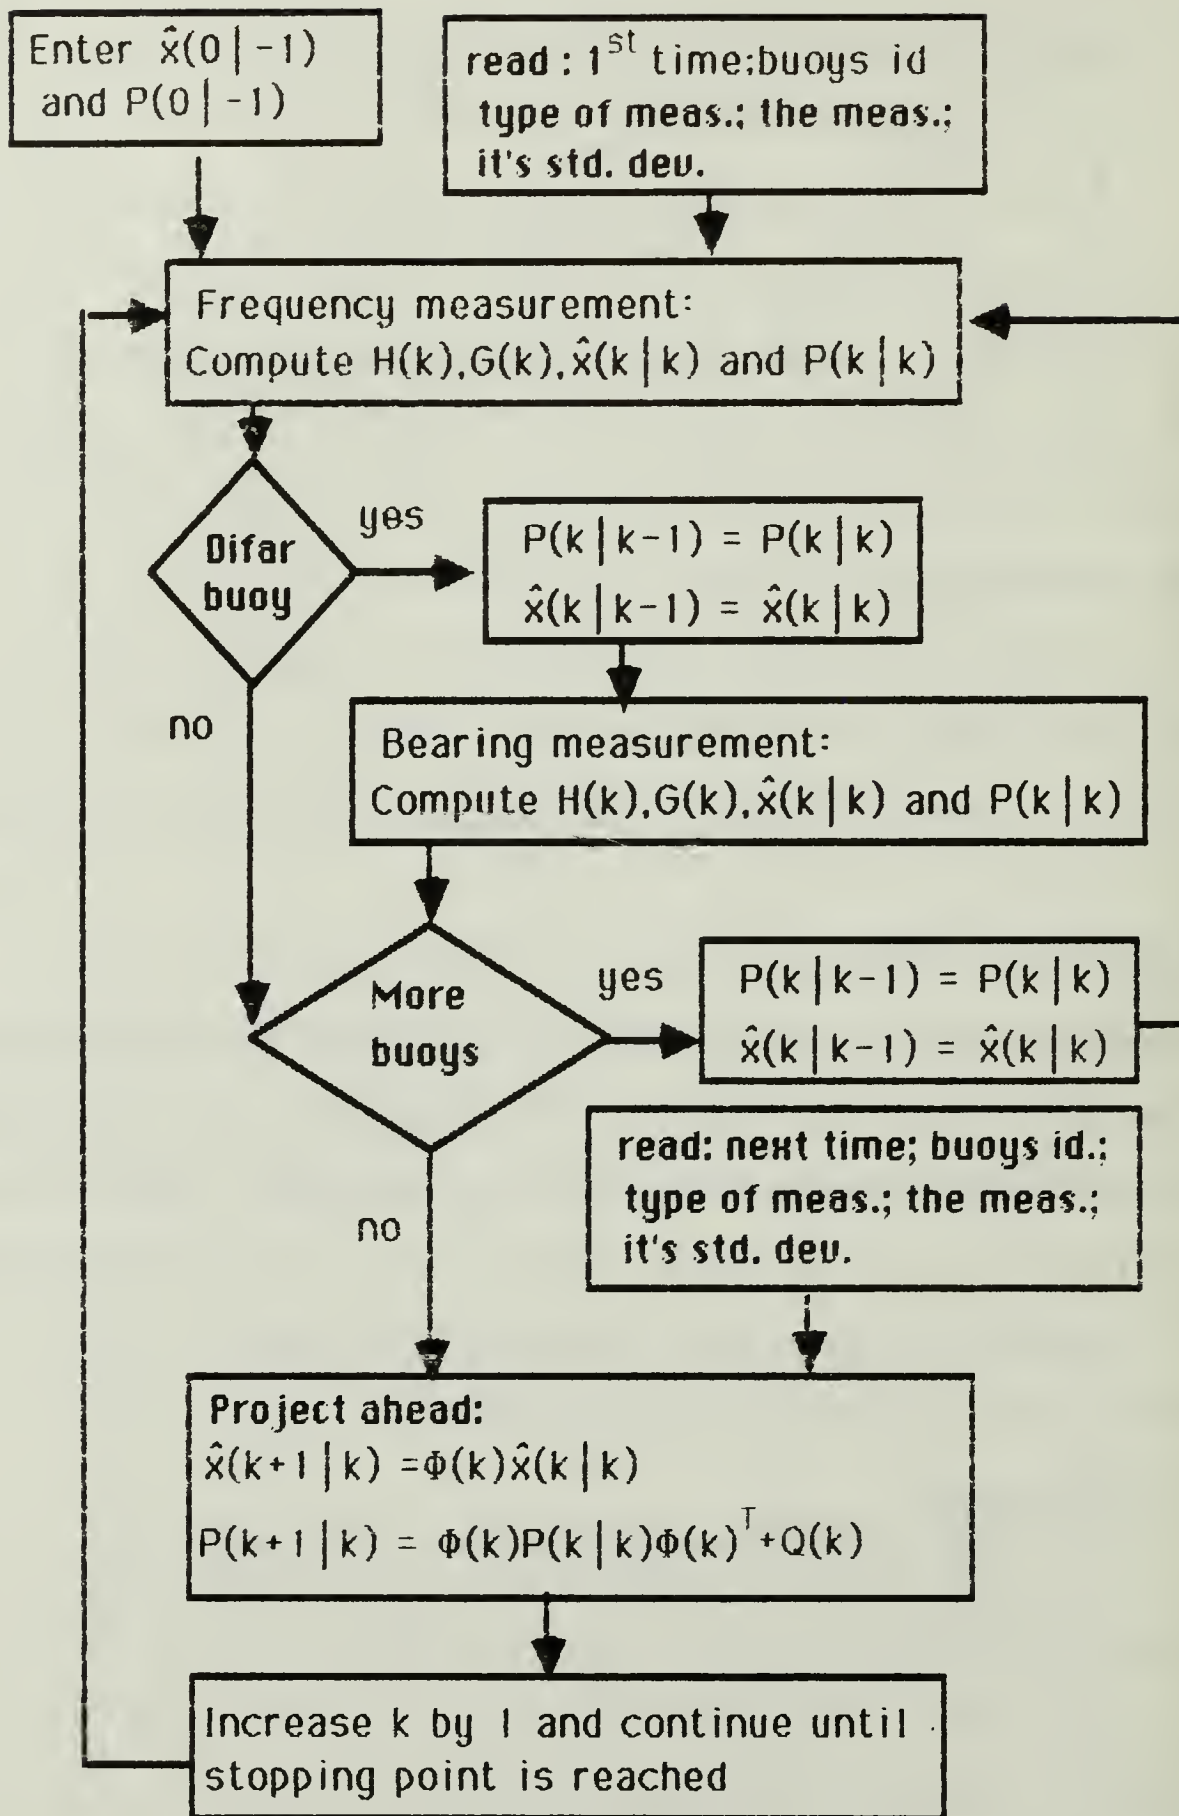 Enter x̂(0|-1)
and P(0|-1)
read : 1st time;buoys id
type of meas.; the meas.;
it's std. dev.
Frequency measurement:
Compute H(k),G(k),x̂(k|k) and P(k|k)
Difar
buoy
yes
P(k|k-1) = P(k|k)
x̂(k|k-1) = x̂(k|k)
no
Bearing measurement:
Compute H(k),G(k),x̂(k|k) and P(k|k)
More
buoys
yes
P(k|k-1) = P(k|k)
x̂(k|k-1) = x̂(k|k)
read: next time; buoys id.;
type of meas.; the meas.;
it's std. dev.
no
Project ahead:
x̂(k+1|k) =Φ(k)x̂(k|k)
P(k+1|k) = Φ(k)P(k|k)Φ(k)ᵀ+Q(k)
Increase k by 1 and continue until
stopping point is reached